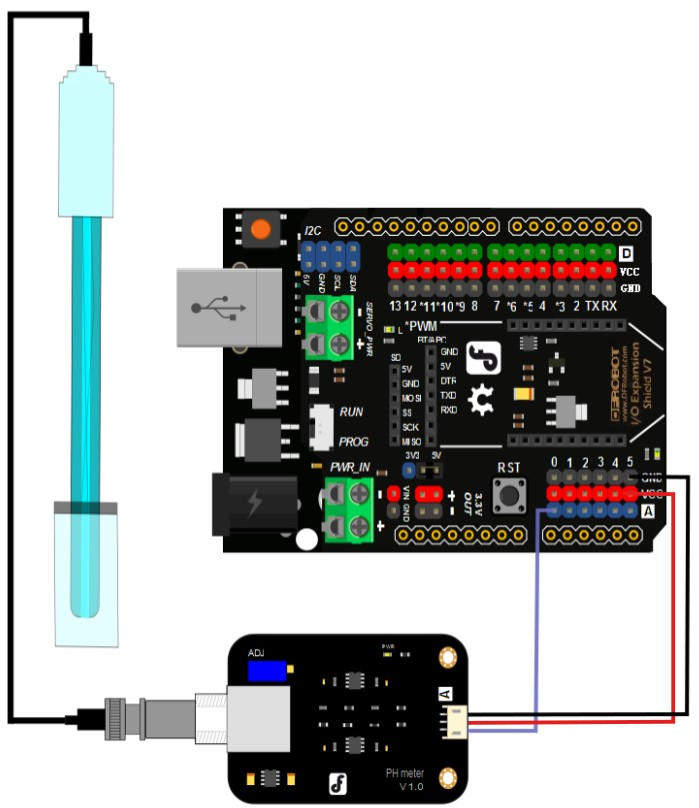 I2C
5V GND SCL SDA
D
VCC
GND
13 12 *11 *10 *9 8 7 *6 *5 4 *3 2 TX RX
SERVO_PWR
- +
L
*PWM
BT/APC
SD
5V
GND
MOSI
SS
SCK
MISO
GND
5V
DTR
TXD
RXD
DFROBOT
www.DFRobot.com
I/O Expansion
Shield V7
RUN
PROG
3V3 5V
PWR_IN
- +
VIN GND
+ -
3.3V
OUT
RST
0 1 2 3 4 5
GND
VCC
A
ADJ
PWR
A
PH meter
V 1.0